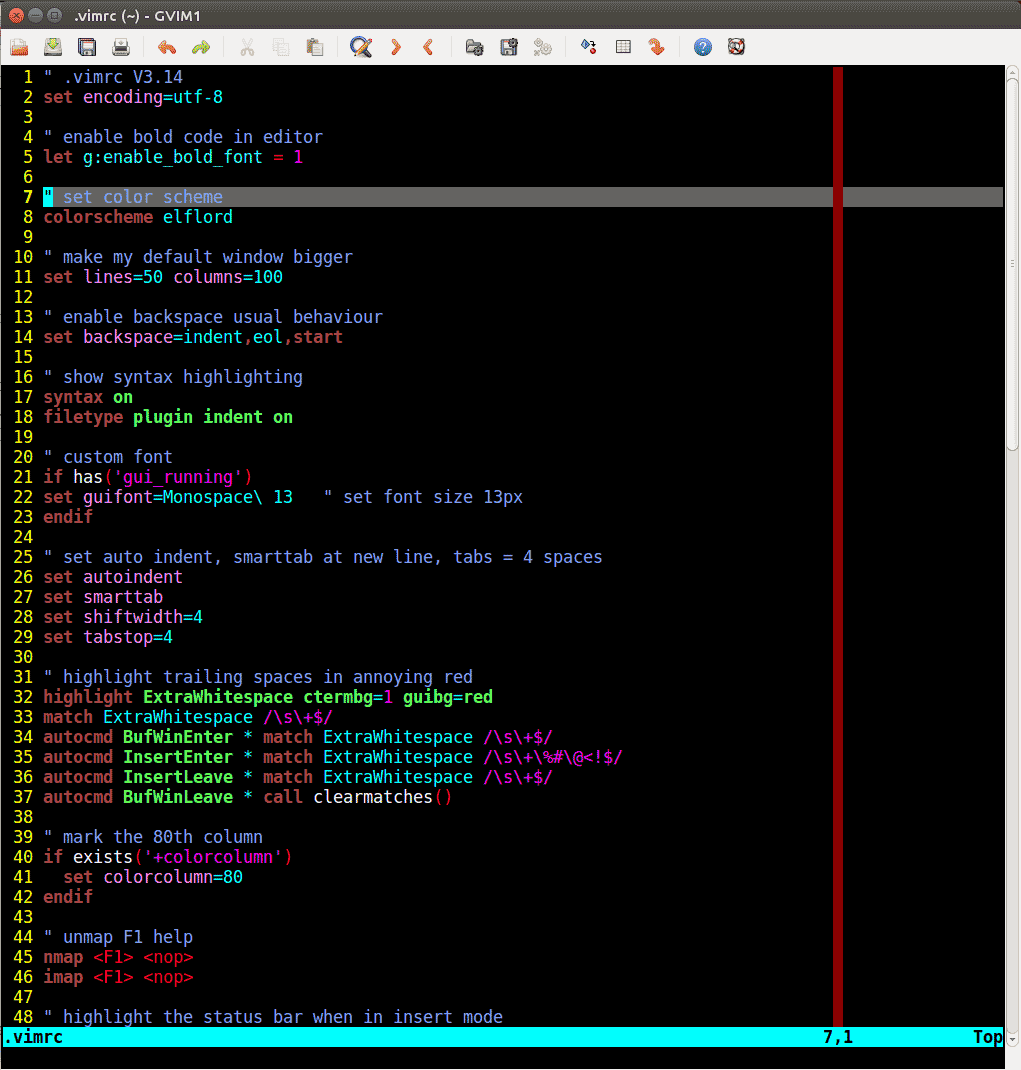 .vimrc (~) - GVIM1
1 " .vimrc V3.14
2 set encoding=utf-8
3
4 " enable bold code in editor
5 let g:enable_bold_font = 1
6
7 " set color scheme
8 colorscheme elflord
9
10 " make my default window bigger
11 set lines=50 columns=100
12
13 " enable backspace usual behaviour
14 set backspace=indent,eol,start
15
16 " show syntax highlighting
17 syntax on
18 filetype plugin indent on
19
20 " custom font
21 if has('gui_running')
22 set guifont=Monospace\ 13   " set font size 13px
23 endif
24
25 " set auto indent, smarttab at new line, tabs = 4 spaces
26 set autoindent
27 set smarttab
28 set shiftwidth=4
29 set tabstop=4
30
31 " highlight trailing spaces in annoying red
32 highlight ExtraWhitespace ctermbg=1 guibg=red
33 match ExtraWhitespace /\s\+$/
34 autocmd BufWinEnter * match ExtraWhitespace /\s\+$/
35 autocmd InsertEnter * match ExtraWhitespace /\s\+\%#\@<!$/
36 autocmd InsertLeave * match ExtraWhitespace /\s\+$/
37 autocmd BufWinLeave * call clearmatches()
38
39 " mark the 80th column
40 if exists('+colorcolumn')
41   set colorcolumn=80
42 endif
43
44 " unmap F1 help
45 nmap <F1> <nop>
46 imap <F1> <nop>
47
48 " highlight the status bar when in insert mode
.vimrc 7,1 Top